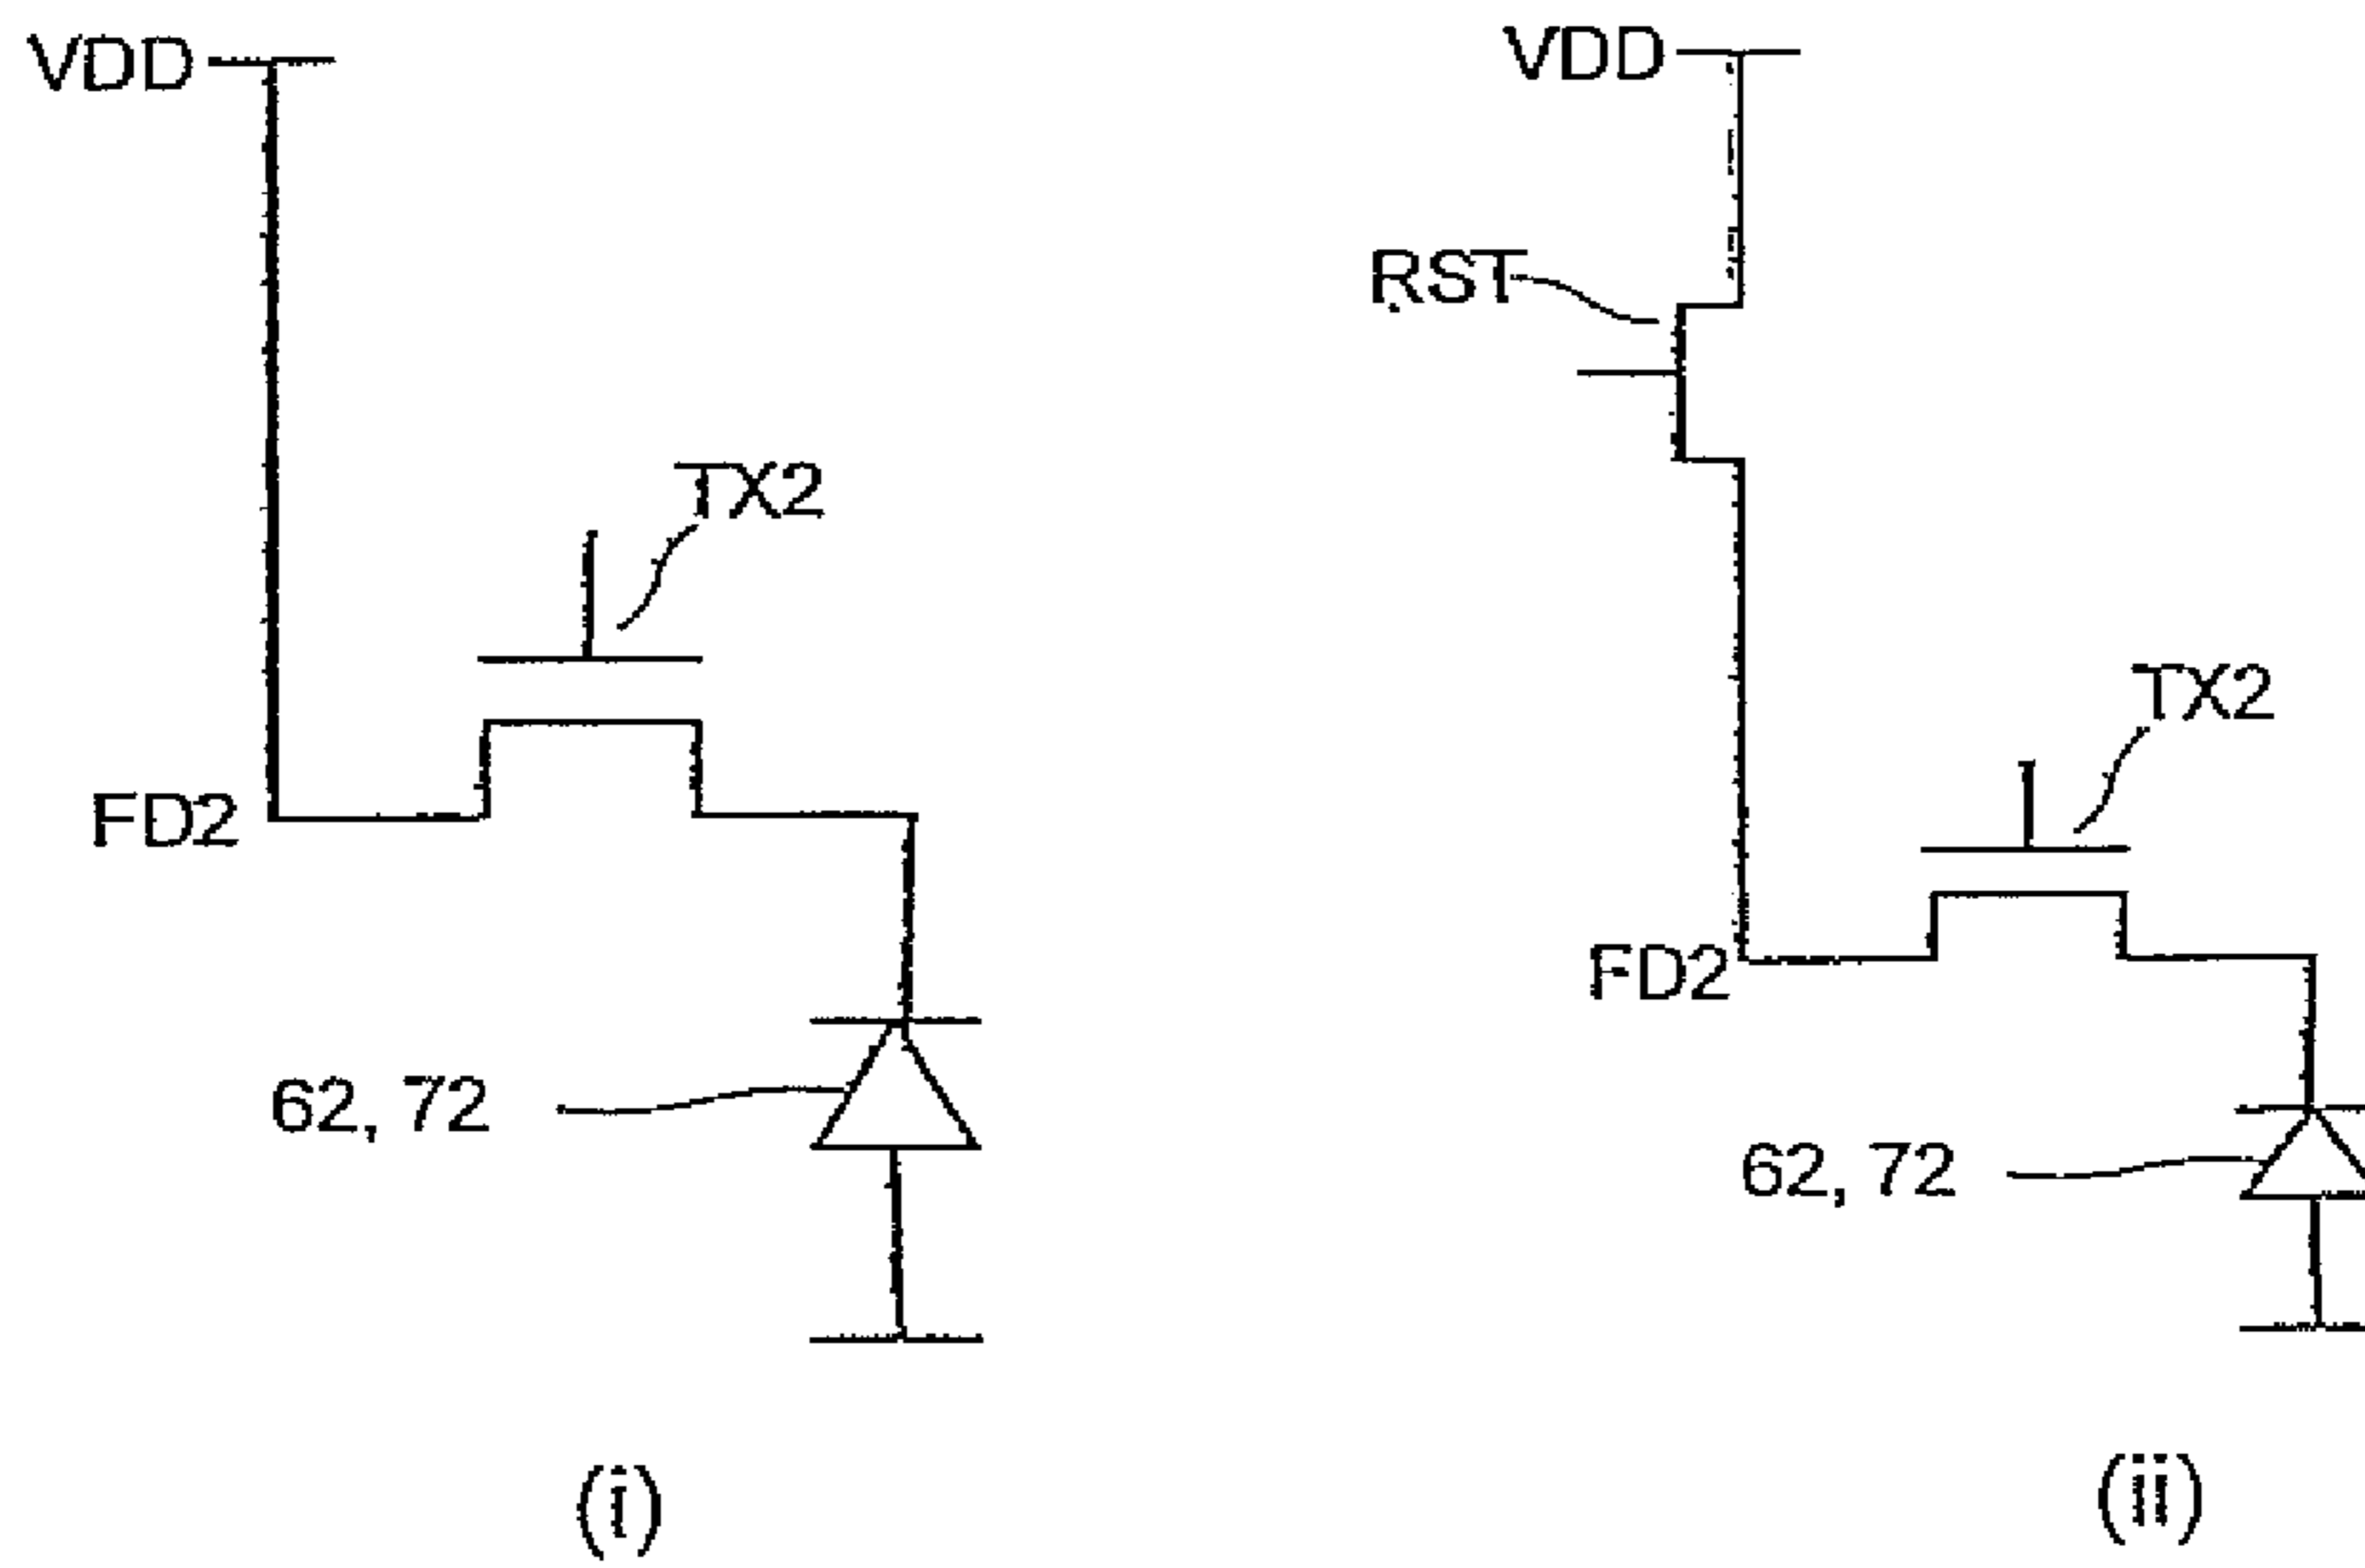 VDD
TX2
FD2
62, 72
(i)
VDD
RST
TX2
FD2
62, 72
(ii)